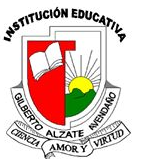 INSTITUCIÓN EDUCATIVA
GILBERTO ALZATE AVENDAÑO
CIENCIA AMOR Y VIRTUD